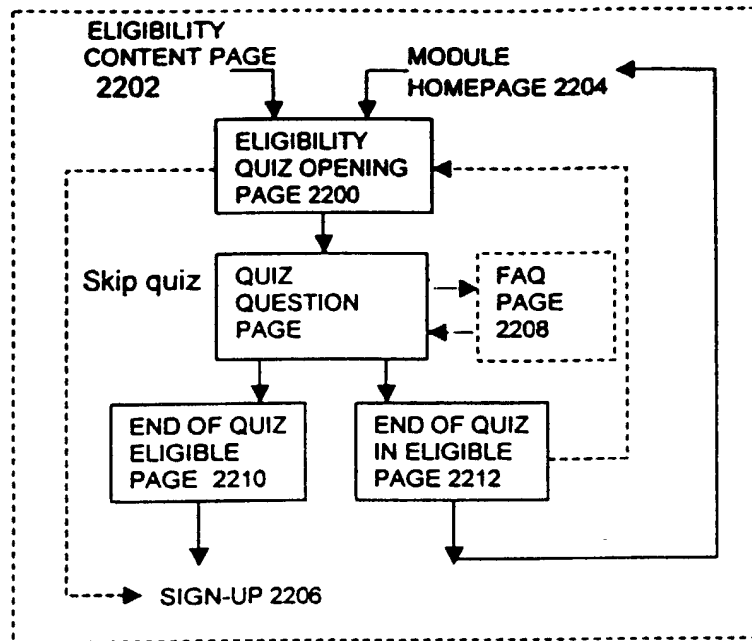 ELIGIBILITY
CONTENT PAGE
2202
MODULE
HOMEPAGE 2204
ELIGIBILITY
QUIZ OPENING
PAGE 2200
Skip quiz
QUIZ
QUESTION
PAGE
FAQ
PAGE
2208
END OF QUIZ
ELIGIBLE
PAGE 2210
END OF QUIZ
IN ELIGIBLE
PAGE 2212
SIGN-UP 2206